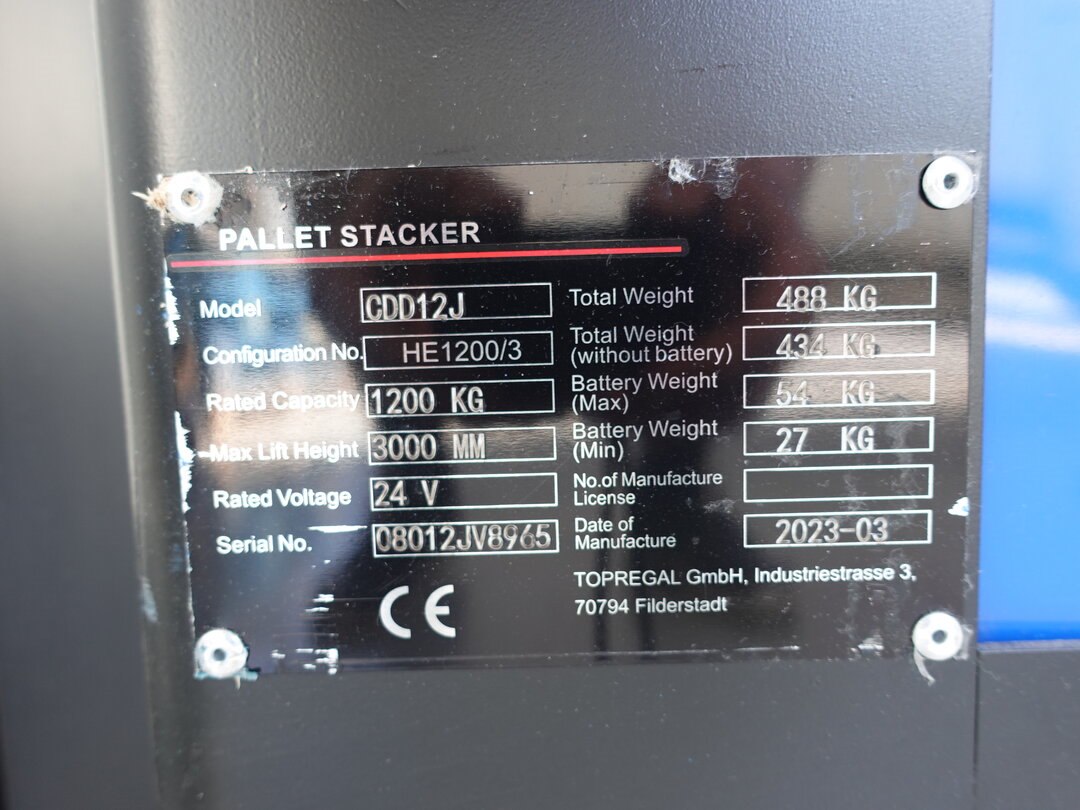 PALLET STACKER
Model CDD12J
Configuration No. HE1200/3
Rated Capacity 1200 KG
Max Lift Height 3000 MM
Rated Voltage 24 V
Serial No. 08012JV8965
Total Weight 488 KG
Total Weight
(without battery) 434 KG
Battery Weight
(Max) 54 KG
Battery Weight
(Min) 27 KG
No.of Manufacture
License
Date of
Manufacture 2023-03
TOPREGAL GmbH, Industriestrasse 3,
70794 Filderstadt
CE